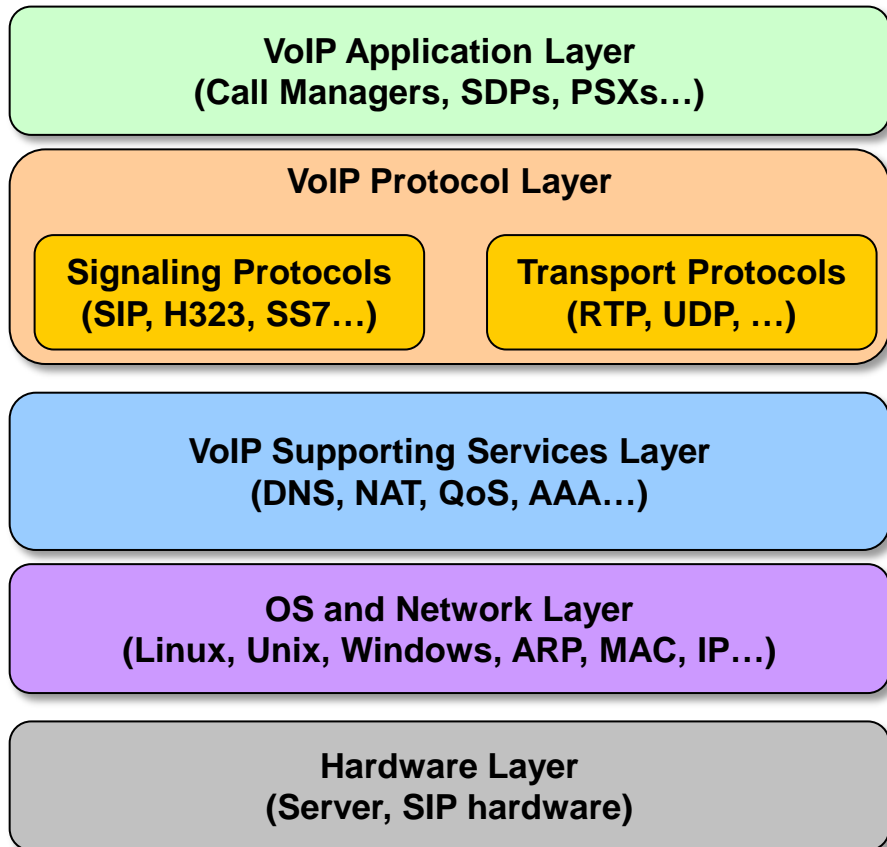 VoIP Application Layer
(Call Managers, SDPs, PSXs…)
VoIP Protocol Layer
Signaling Protocols
(SIP, H323, SS7…)
Transport Protocols
(RTP, UDP, …)
VoIP Supporting Services Layer
(DNS, NAT, QoS, AAA…)
OS and Network Layer
(Linux, Unix, Windows, ARP, MAC, IP…)
Hardware Layer
(Server, SIP hardware)